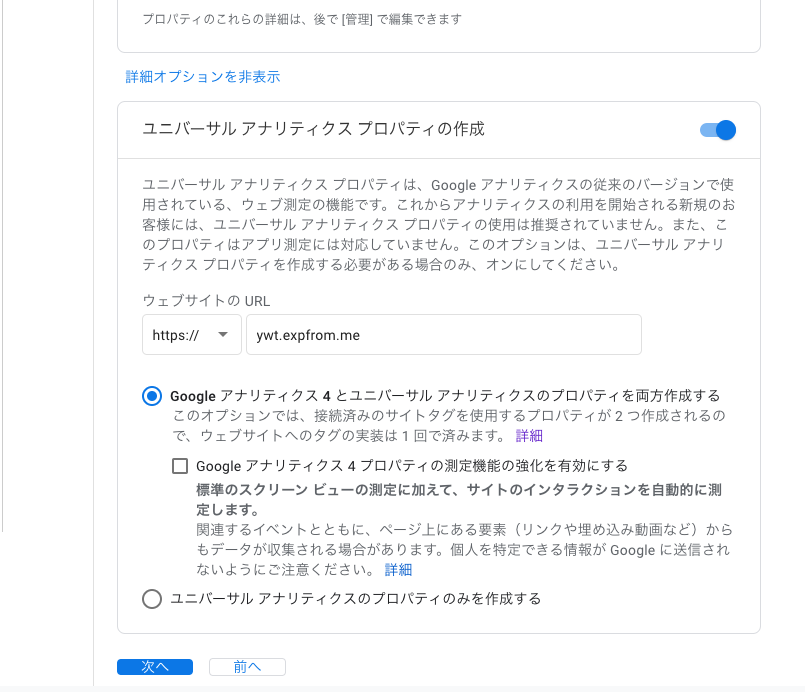 プロパティのこれらの詳細は、後で [管理] で編集できます
詳細オプションを非表示
ユニバーサル アナリティクス プロパティの作成
ユニバーサル アナリティクス プロパティは、Google アナリティクスの従来のバージョンで使
用されている、ウェブ測定の機能です。これからアナリティクスの利用を開始される新規のお
客様には、ユニバーサル アナリティクス プロパティの使用は推奨されていません。また、こ
のプロパティはアプリ測定には対応していません。このオプションは、ユニバーサル アナリ
ティクス プロパティを作成する必要がある場合のみ、オンにしてください。
ウェブサイトの URL
https:// ywt.expfrom.me
Google アナリティクス 4 とユニバーサル アナリティクスのプロパティを両方作成する
このオプションでは、接続済みのサイトタグを使用するプロパティが 2 つ作成されるの
で、ウェブサイトへのタグの実装は 1 回で済みます。 詳細
Google アナリティクス 4 プロパティの測定機能の強化を有効にする
標準のスクリーン ビューの測定に加えて、サイトのインタラクションを自動的に測
定します。
関連するイベントとともに、ページ上にある要素（リンクや埋め込み動画など）から
もデータが収集される場合があります。個人を特定できる情報が Google に送信され
ないようにご注意ください。 詳細
ユニバーサル アナリティクスのプロパティのみを作成する
次へ 前へ